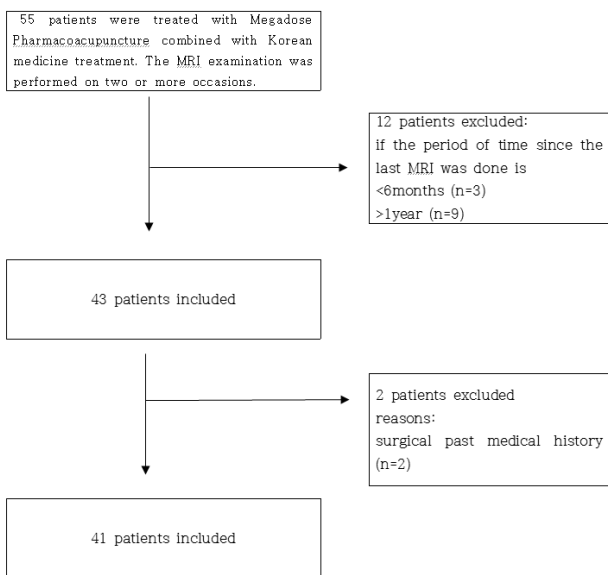 55 patients were treated with Megadose
Pharmacoacupuncture combined with Korean
medicine treatment. The MRI examination was
performed on two or more occasions.
12 patients excluded:
if the period of time since the
last MRI was done is
<6months (n=3)
>1year (n=9)
43 patients included
2 patients excluded
reasons:
surgical past medical history
(n=2)
41 patients included